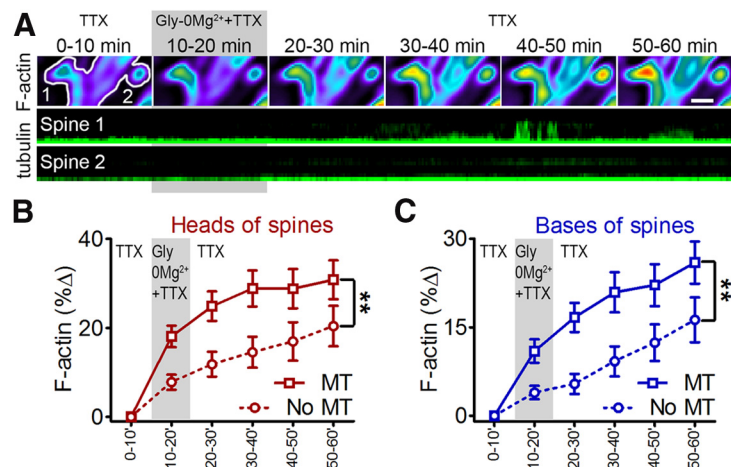 A
TTX Gly-0Mg²⁺+TTX TTX
0-10 min 10-20 min 20-30 min 30-40 min 40-50 min 50-60 min
F-actin
1 2
tubulin
Spine 1
Spine 2
B
Heads of spines
F-actin (%Δ)
40
20
0
TTX Gly TTX
0Mg²⁺
+TTX
**
MT
No MT
0-10' 10-20' 20-30' 30-40' 40-50' 50-60'
C
Bases of spines
F-actin (%Δ)
30
15
0
TTX Gly TTX
0Mg²⁺
+TTX
**
MT
No MT
0-10' 10-20' 20-30' 30-40' 40-50' 50-60'